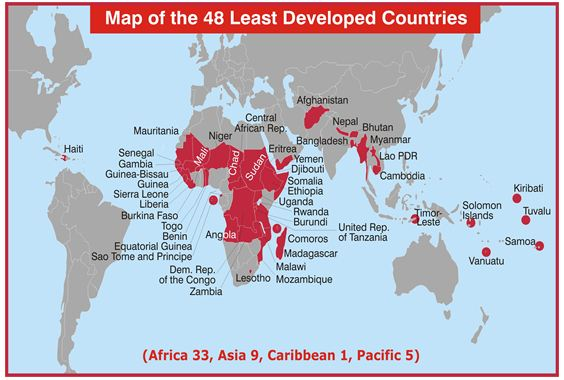 Map of the 48 Least Developed Countries
Afghanistan
Nepal
Bhutan
Bangladesh
Myanmar
Lao PDR
Cambodia
Haiti
Mauritania
Niger
Central
African Rep.
Mali
Chad
Sudan
Eritrea
Yemen
Djibouti
Somalia
Ethiopia
Uganda
Rwanda
Burundi
Senegal
Gambia
Guinea-Bissau
Guinea
Sierra Leone
Liberia
Burkina Faso
Togo
Benin
Equatorial Guinea
Sao Tome and Principe
Angola
Dem. Rep.
of the Congo
Zambia
Lesotho
United Rep.
of Tanzania
Comoros
Madagascar
Malawi
Mozambique
Timor-
Leste
Solomon
Islands
Kiribati
Tuvalu
Samoa
Vanuatu
(Africa 33, Asia 9, Caribbean 1, Pacific 5)